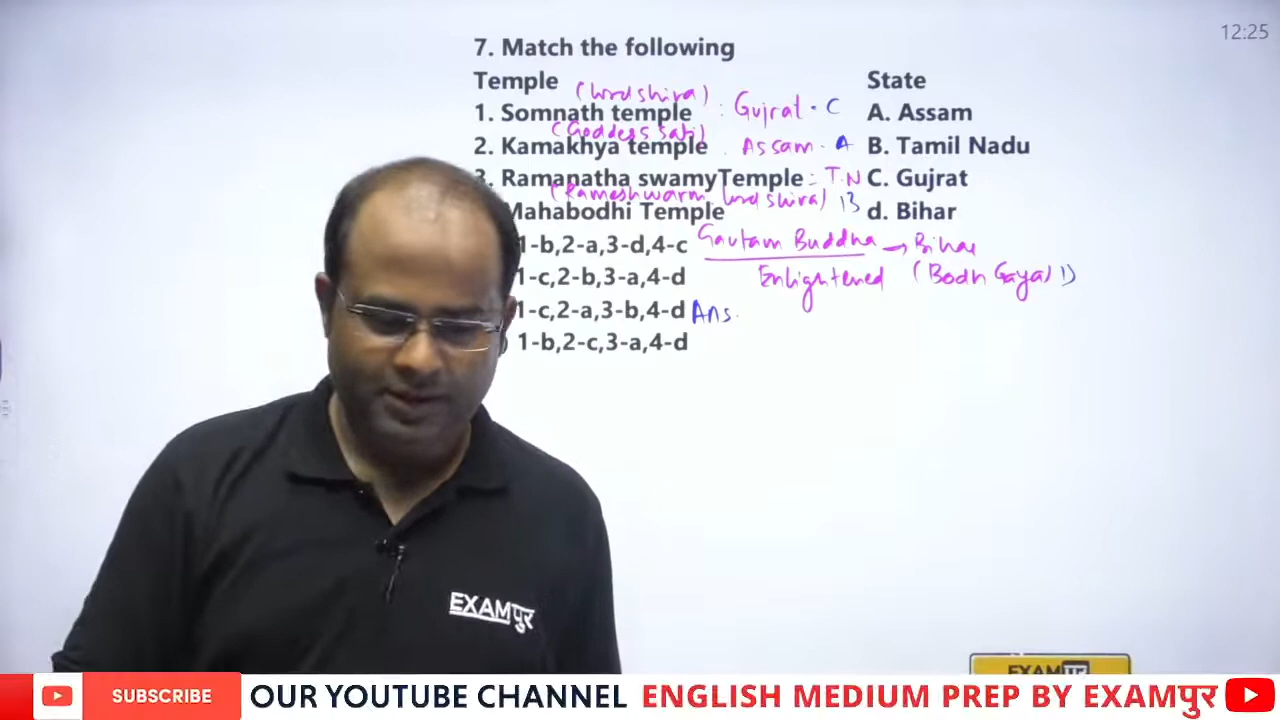 12:25
7. Match the following
Temple
State
(Lord shiva)
1. Somnath temple : Gujrat - C
A. Assam
(Goddess sati)
2. Kamakhya temple . Assam - A
B. Tamil Nadu
3. Ramanatha swamyTemple = T.N
C. Gujrat
(Rameshwarm lord shiva) B
Mahabodhi Temple
d. Bihar
1-b,2-a,3-d,4-c
Gautam Buddha → Bihar
1-c,2-b,3-a,4-d
Enlightened (Bodh Gaya) D
1-c,2-a,3-b,4-d Ans.
) 1-b,2-c,3-a,4-d
EXAMपुर
EXAMपुर
SUBSCRIBE
OUR YOUTUBE CHANNEL ENGLISH MEDIUM PREP BY EXAMपुर